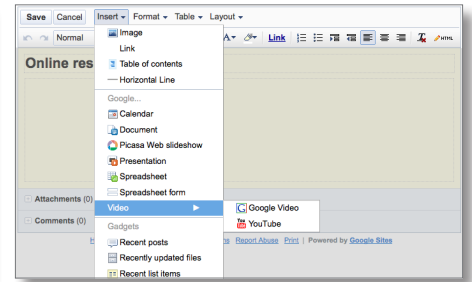 Save Cancel Insert Format Table Layout
Normal A Link HTML
Image
Link
Online res
Table of contents
Horizontal Line
Google...
Calendar
Document
Picasa Web slideshow
Presentation
Spreadsheet
Spreadsheet form
Attachments (0)
Video
Google Video
YouTube
Comments (0)
Gadgets
Recent posts
Report Abuse Print | Powered by Google Sites
Recently updated files
Recent list items